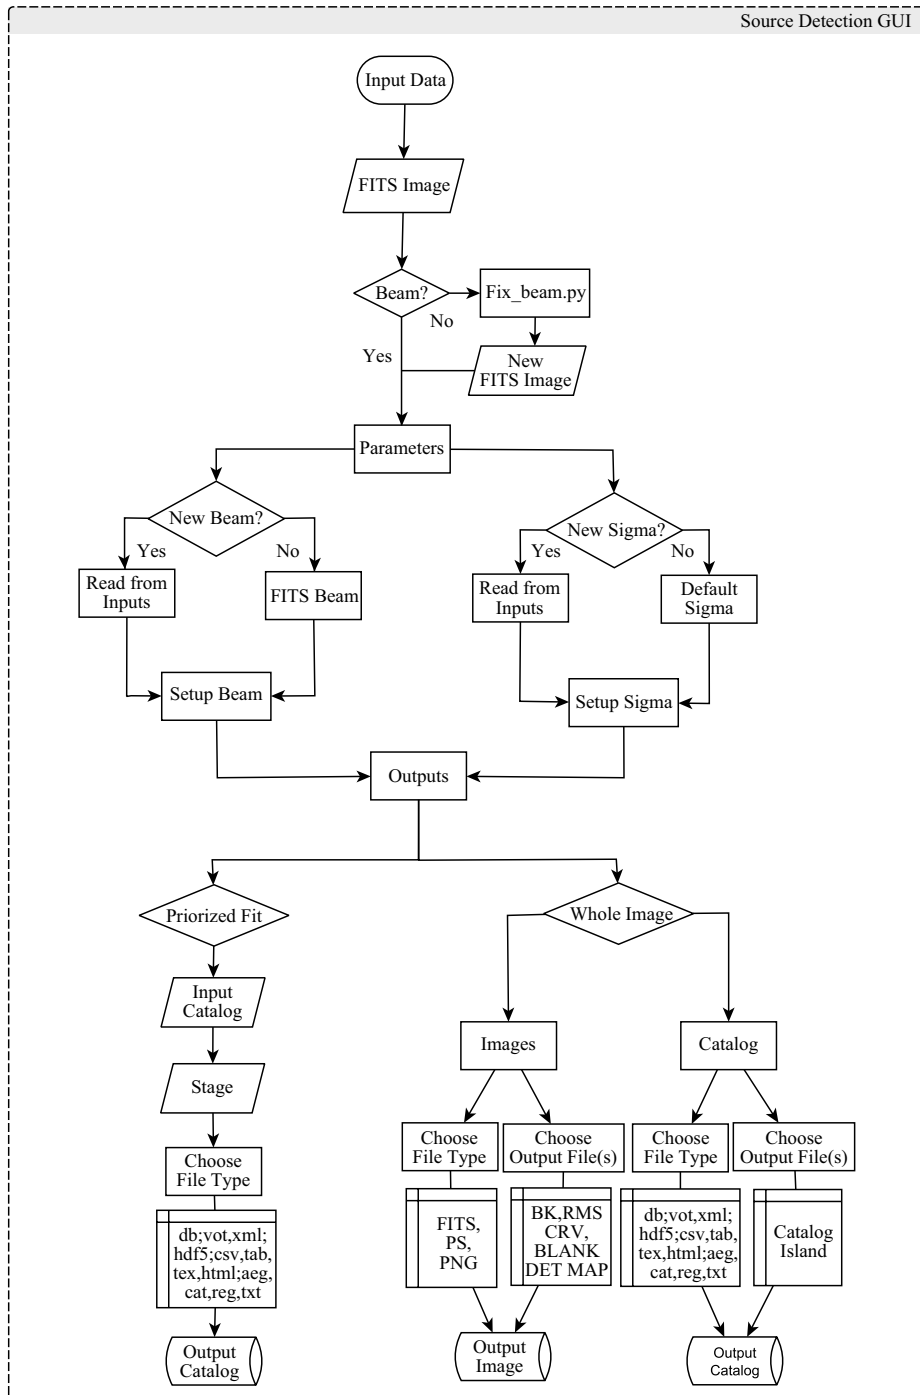 Source Detection GUI
Input Data
FITS Image
Beam?
Fix_beam.py
No
Yes
New
FITS Image
Parameters
New Beam?
New Sigma?
Yes
No
Yes
No
Read from
Inputs
FITS Beam
Read from
Inputs
Default
Sigma
Setup Beam
Setup Sigma
Outputs
Priorized Fit
Whole Image
Input
Catalog
Images
Catalog
Stage
Choose
File Type
Choose
File Type
Choose
Output File(s)
Choose
File Type
Choose
Output File(s)
db;vot,xml;
hdf5;csv,tab,
tex,html;aeg,
cat,reg,txt
FITS,
PS,
PNG
BK,RMS
CRV,
BLANK
DET MAP
db;vot,xml;
hdf5;csv,tab,
tex,html;aeg,
cat,reg,txt
Catalog
Island
Output
Catalog
Output
Image
Output
Catalog